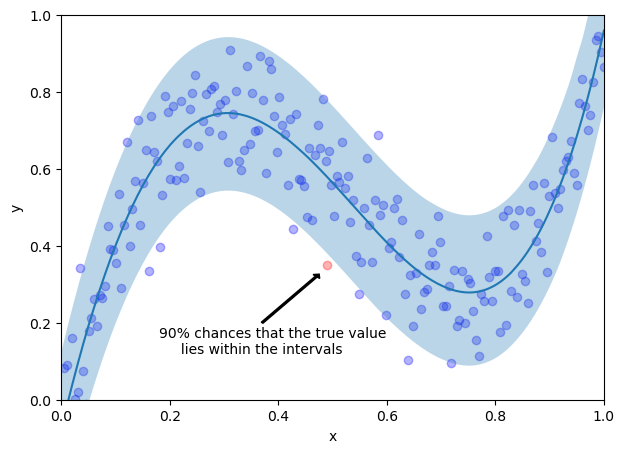 1.0
0.8
0.6
y
0.4
0.2
0.0
90% chances that the true value
lies within the intervals
0.0 0.2 0.4 0.6 0.8 1.0
x